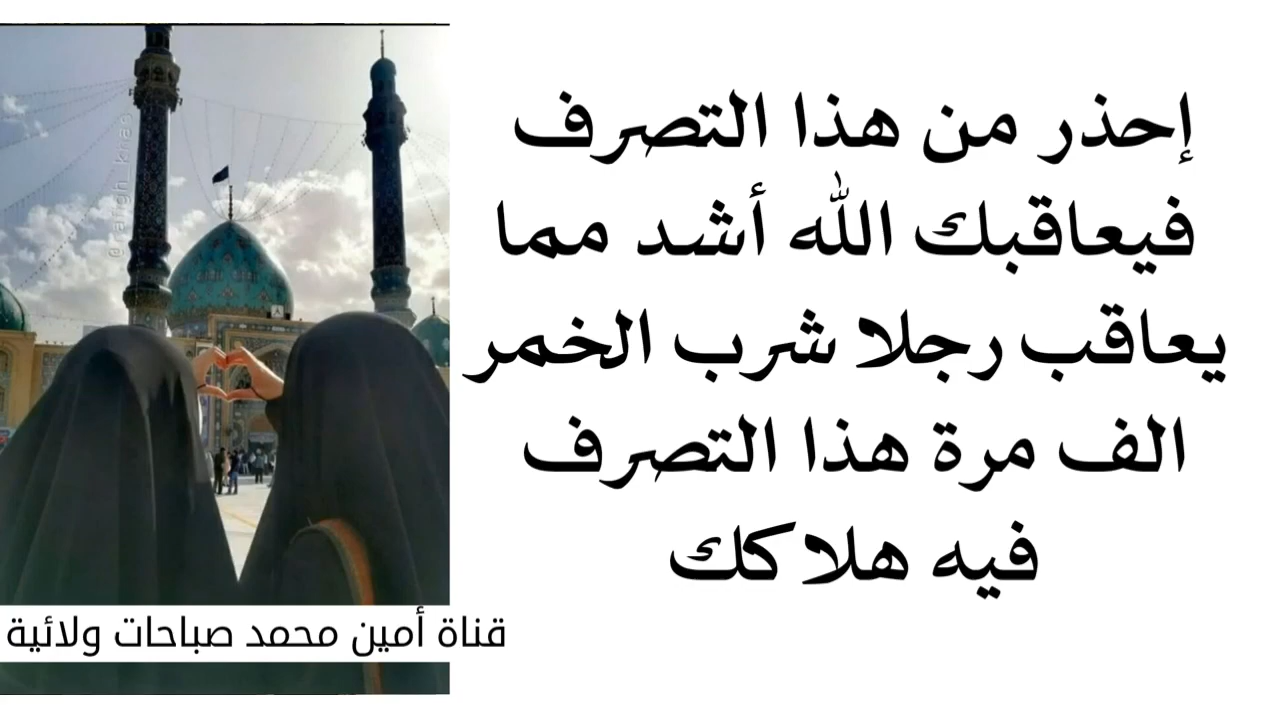 إحذر من هذا التصرف
فيعاقبك الله أشد مما
يعاقب رجلا شرب الخمر
الف مرة هذا التصرف
فيه هلاكك
قناة أمين محمد صباحات ولائية